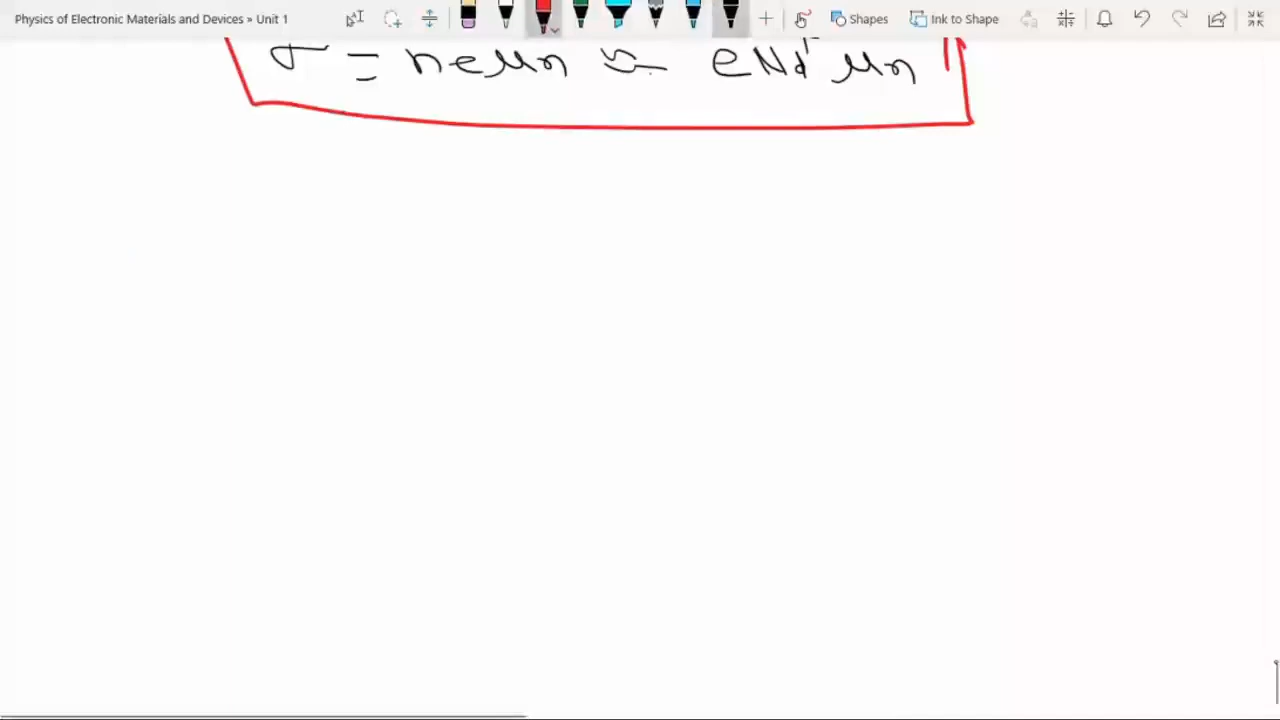 Physics of Electronic Materials and Devices » Unit 1
Shapes
Ink to Shape
σ = neμn ≈ eNd⁺ μn